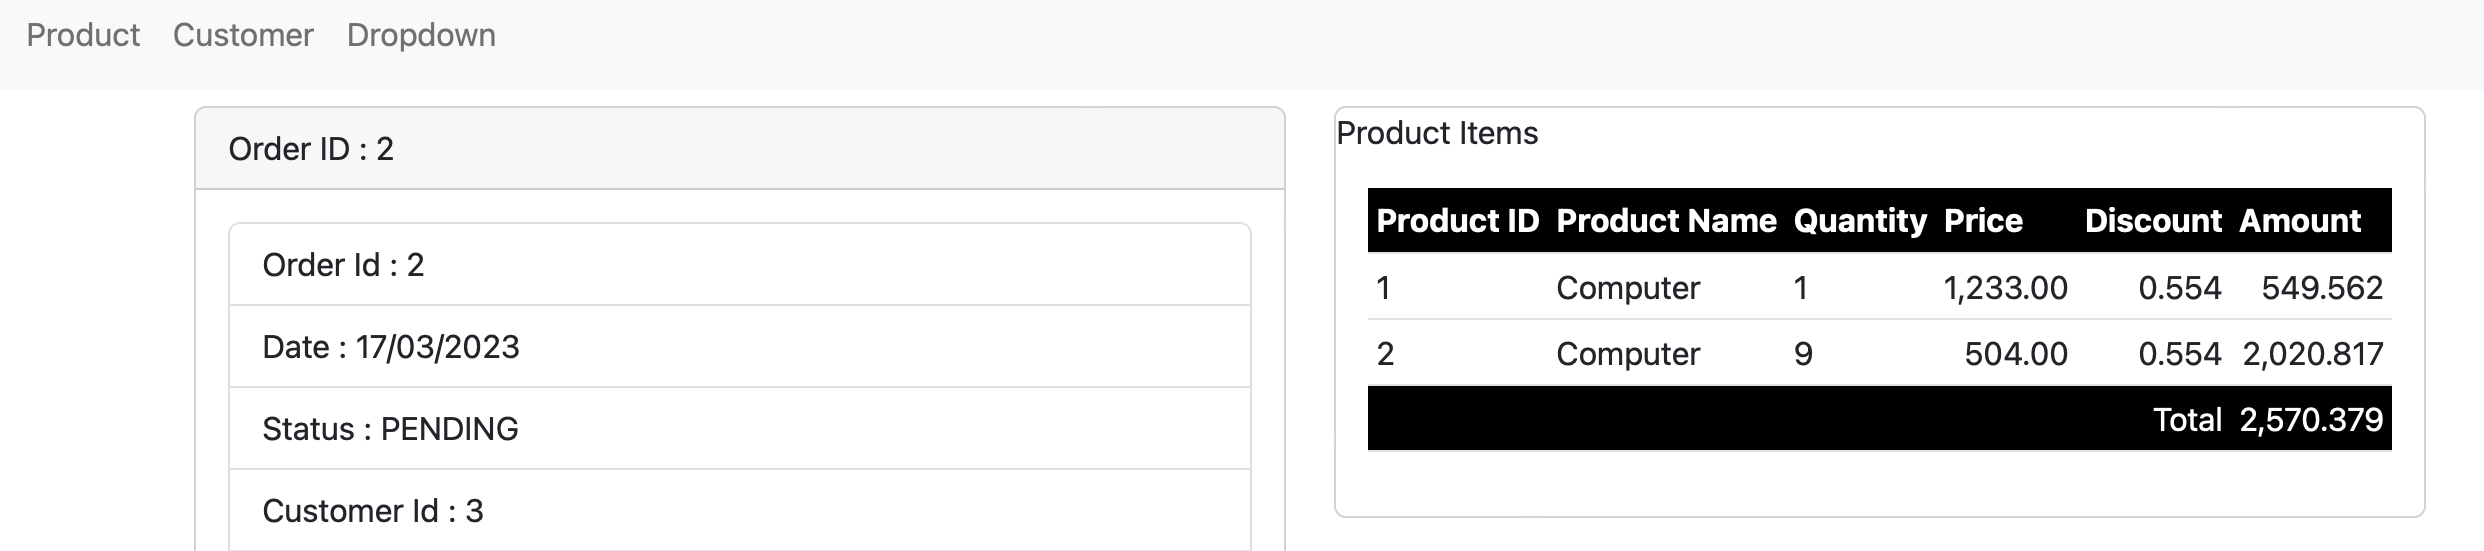 Product Customer Dropdown
Order ID : 2
Order Id : 2
Date : 17/03/2023
Status : PENDING
Customer Id : 3
Product Items
Product ID Product Name Quantity Price Discount Amount
1 Computer 1 1,233.00 0.554 549.562
2 Computer 9 504.00 0.554 2,020.817
Total 2,570.379